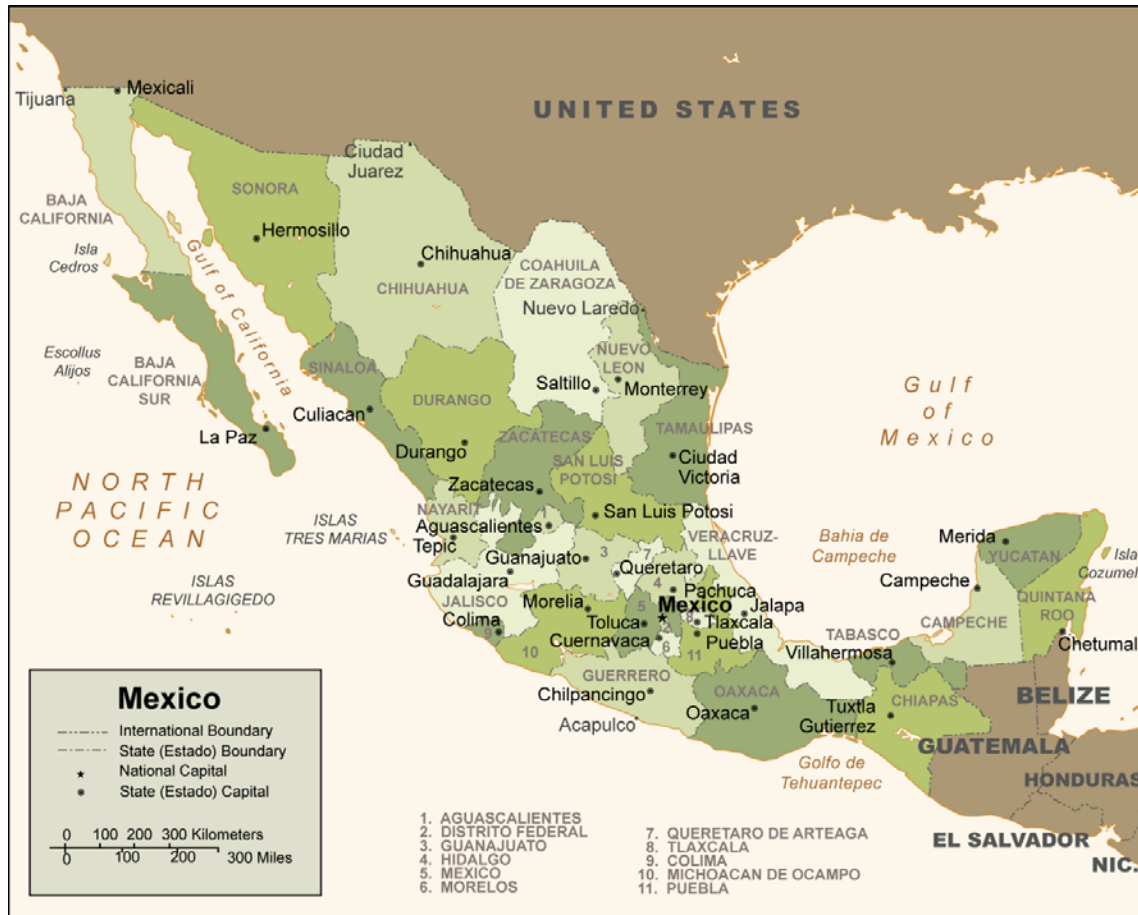 UNITED STATES
Tijuana
Mexicali
Ciudad
Juarez
BAJA
CALIFORNIA
SONORA
Hermosillo
Isla
Cedros
Gulf of California
Chihuahua
CHIHUAHUA
COAHUILA
DE ZARAGOZA
Nuevo Laredo
Escollus
Alijos
BAJA
CALIFORNIA
SUR
SINALOA
NUEVO
LEON
DURANGO
Saltillo
Monterrey
Culiacan
La Paz
Gulf
of
Mexico
Durango
ZACATECAS
TAMAULIPAS
Ciudad
Victoria
SAN LUIS
POTOSI
NORTH
PACIFIC
OCEAN
Zacatecas
NAYARIT
1
San Luis Potosi
ISLAS
TRES MARIAS
Aguascalientes
Tepic
VERACRUZ-
LLAVE
Bahia de
Campeche
Merida
YUCATAN
Isla
Cozumel
Guanajuato
3
7
Queretaro
Guadalajara
4
Pachuca
Campeche
QUINTANA
ROO
ISLAS
REVILLAGIGEDO
JALISCO
Morelia
5
Mexico
Jalapa
CAMPECHE
Colima
9
Toluca
2
8
Tlaxcala
TABASCO
Chetumal
Cuernavaca
6
Puebla
Villahermosa
10
11
GUERRERO
Chilpancingo
OAXACA
Oaxaca
Tuxtla
Gutierrez
CHIAPAS
BELIZE
Acapulco
GUATEMALA
Golfo de
Tehuantepec
HONDURAS
EL SALVADOR
NIC.
Mexico
International Boundary
State (Estado) Boundary
National Capital
State (Estado) Capital
0 100 200 300 Kilometers
0 100 200 300 Miles
1. AGUASCALIENTES
2. DISTRITO FEDERAL
3. GUANAJUATO
4. HIDALGO
5. MEXICO
6. MORELOS
7. QUERETARO DE ARTEAGA
8. TLAXCALA
9. COLIMA
10. MICHOACAN DE OCAMPO
11. PUEBLA